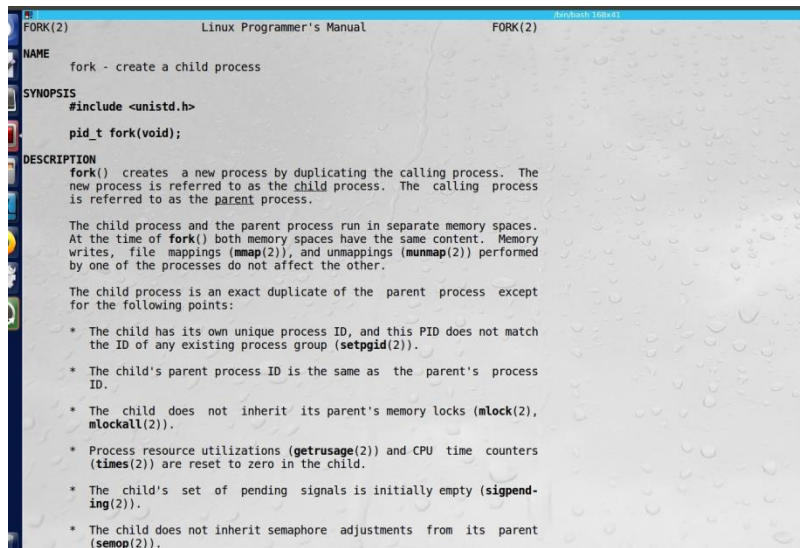 /bin/bash 168x41
FORK(2) Linux Programmer's Manual FORK(2)
NAME
fork - create a child process
SYNOPSIS
#include <unistd.h>
pid_t fork(void);
DESCRIPTION
fork() creates a new process by duplicating the calling process. The
new process is referred to as the child process. The calling process
is referred to as the parent process.
The child process and the parent process run in separate memory spaces.
At the time of fork() both memory spaces have the same content. Memory
writes, file mappings (mmap(2)), and unmappings (munmap(2)) performed
by one of the processes do not affect the other.
The child process is an exact duplicate of the parent process except
for the following points:
* The child has its own unique process ID, and this PID does not match
the ID of any existing process group (setpgid(2)).
* The child's parent process ID is the same as the parent's process
ID.
* The child does not inherit its parent's memory locks (mlock(2),
mlockall(2)).
* Process resource utilizations (getrusage(2)) and CPU time counters
(times(2)) are reset to zero in the child.
* The child's set of pending signals is initially empty (sigpend-
ing(2)).
* The child does not inherit semaphore adjustments from its parent
(semop(2)).